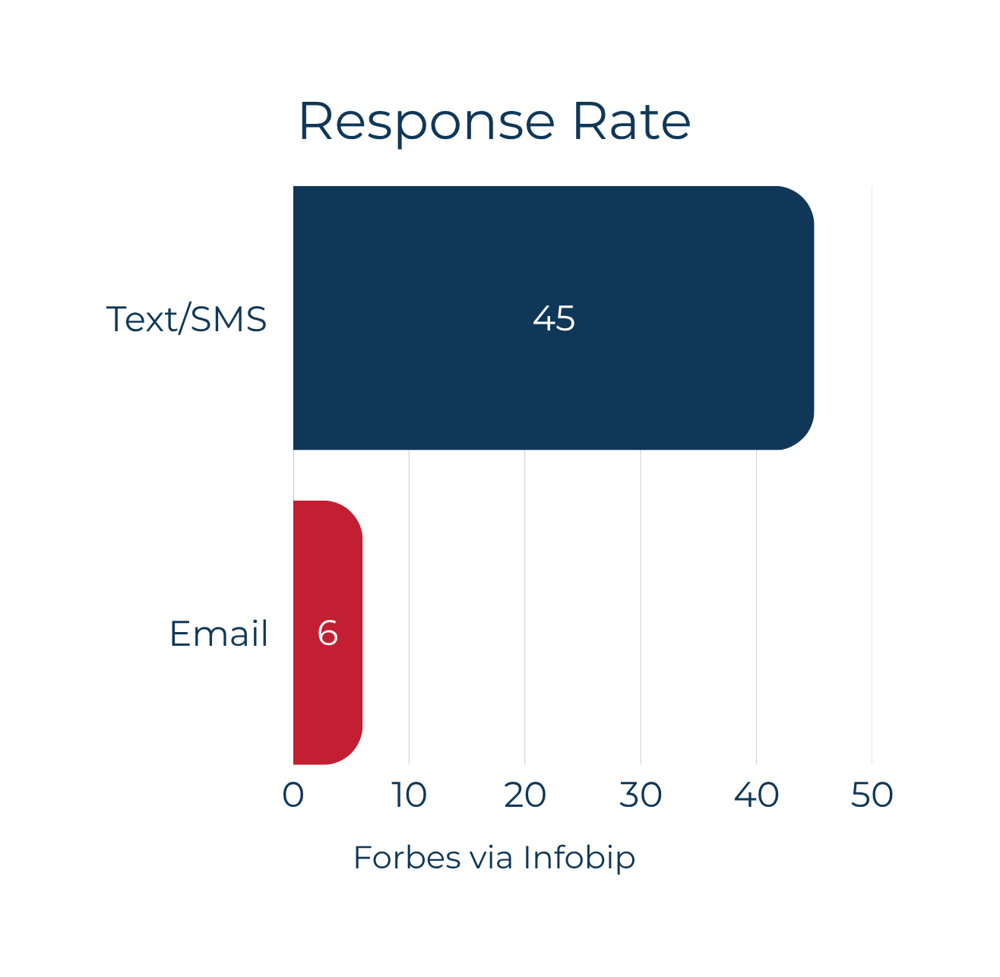 Response Rate
Text/SMS
45
Email
6
0 10 20 30 40 50
Forbes via Infobip